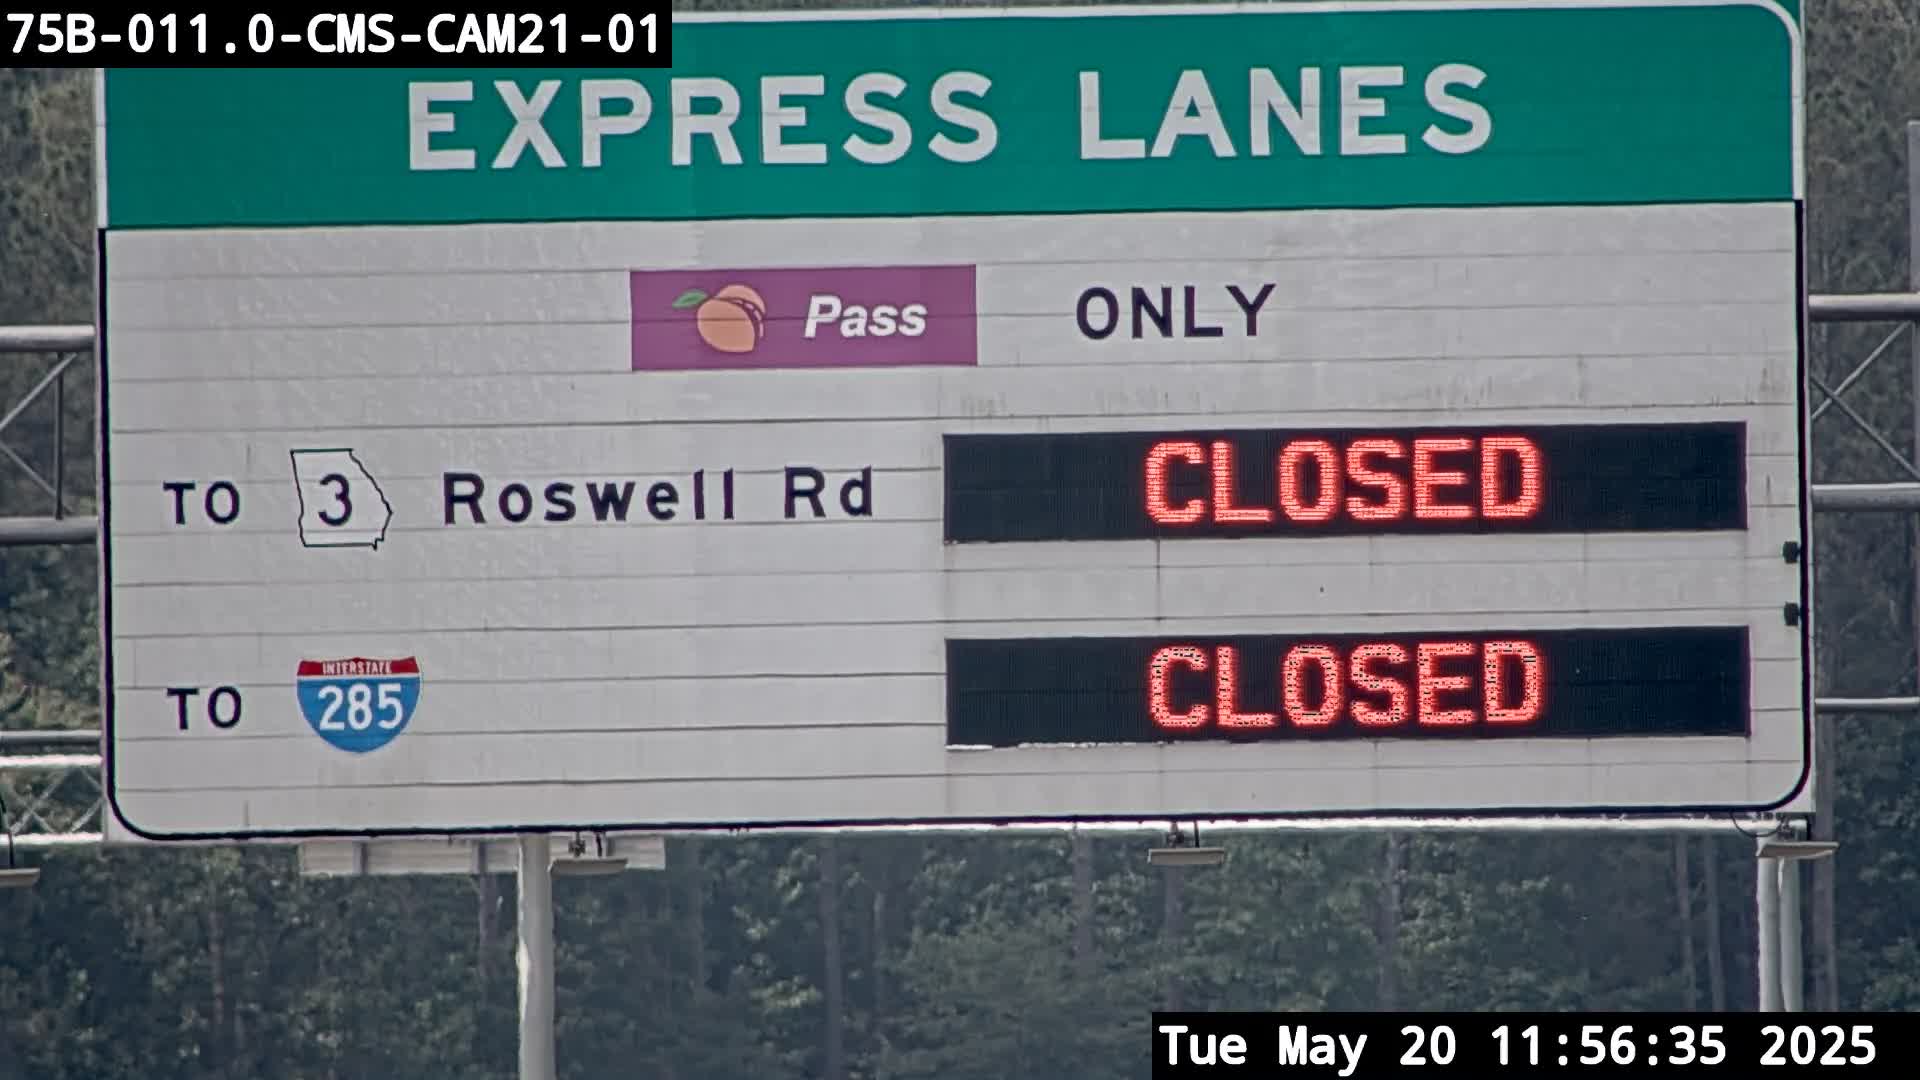 75B-011.0-CMS-CAM21-01
EXPRESS LANES
Pass ONLY
TO 3 Roswell Rd CLOSED
INTERSTATE
TO 285 CLOSED
Tue May 20 11:56:35 2025